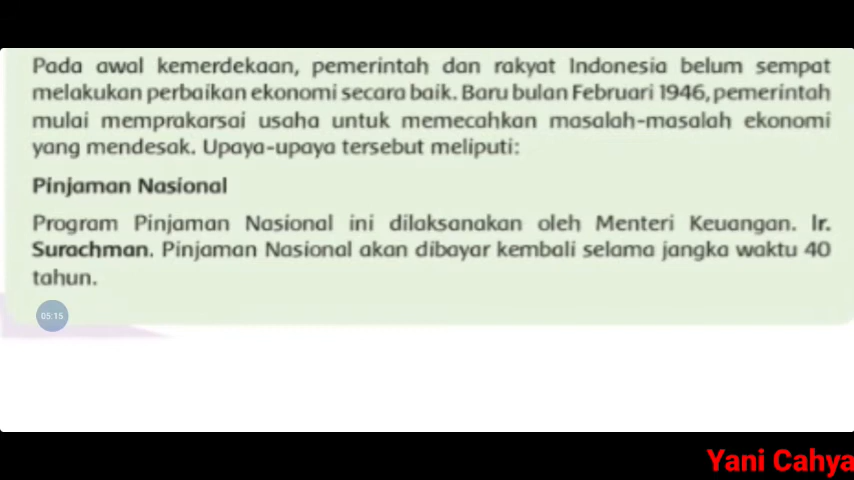 Pada awal kemerdekaan, pemerintah dan rakyat Indonesia belum sempat
melakukan perbaikan ekonomi secara baik. Baru bulan Februari 1946, pemerintah
mulai memprakarsai usaha untuk memecahkan masalah-masalah ekonomi
yang mendesak. Upaya-upaya tersebut meliputi:
Pinjaman Nasional
Program Pinjaman Nasional ini dilaksanakan oleh Menteri Keuangan. Ir.
Surachman. Pinjaman Nasional akan dibayar kembali selama jangka waktu 40
tahun.
05:15
Yani Cahya